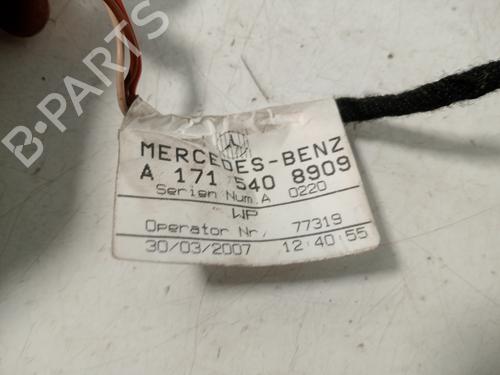 B-Parts
MERCEDES-BENZ
A 171 540 8909
Serien Num.A 0220
WP
Operator Nr. 77319
30/03/2007 12:40:55